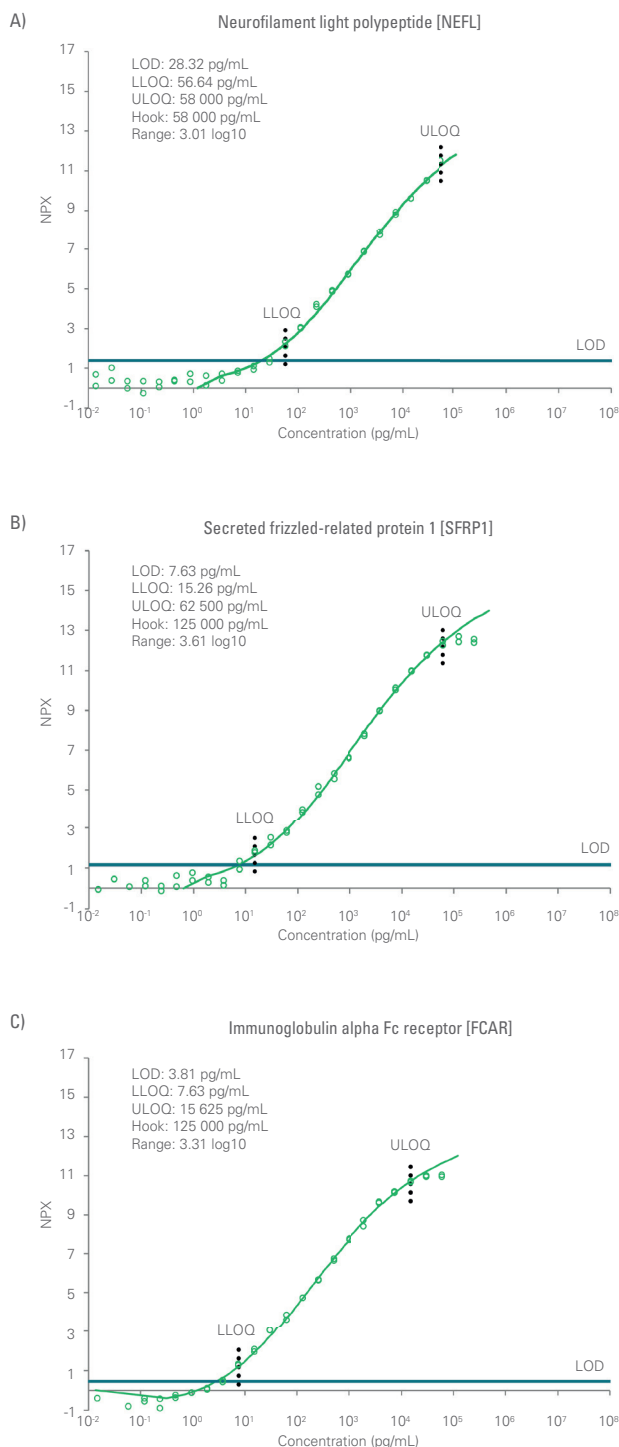 A)
Neurofilament light polypeptide [NEFL]
17
15
13
11
9
7
5
3
1
-1
NPX
LOD: 28.32 pg/mL
LLOQ: 56.64 pg/mL
ULOQ: 58 000 pg/mL
Hook: 58 000 pg/mL
Range: 3.01 log10
ULOQ
LLOQ
LOD
10-2 10-1 100 101 102 103 104 105 106 107 108
Concentration (pg/mL)
B)
Secreted frizzled-related protein 1 [SFRP1]
17
15
13
11
9
7
5
3
1
-1
NPX
LOD: 7.63 pg/mL
LLOQ: 15.26 pg/mL
ULOQ: 62 500 pg/mL
Hook: 125 000 pg/mL
Range: 3.61 log10
ULOQ
LLOQ
LOD
10-2 10-1 100 101 102 103 104 105 106 107 108
Concentration (pg/mL)
C)
Immunoglobulin alpha Fc receptor [FCAR]
17
15
13
11
9
7
5
3
1
-1
NPX
LOD: 3.81 pg/mL
LLOQ: 7.63 pg/mL
ULOQ: 15 625 pg/mL
Hook: 125 000 pg/mL
Range: 3.31 log10
ULOQ
LLOQ
LOD
10-2 10-1 100 101 102 103 104 105 106 107 108
Concentration (pg/mL)